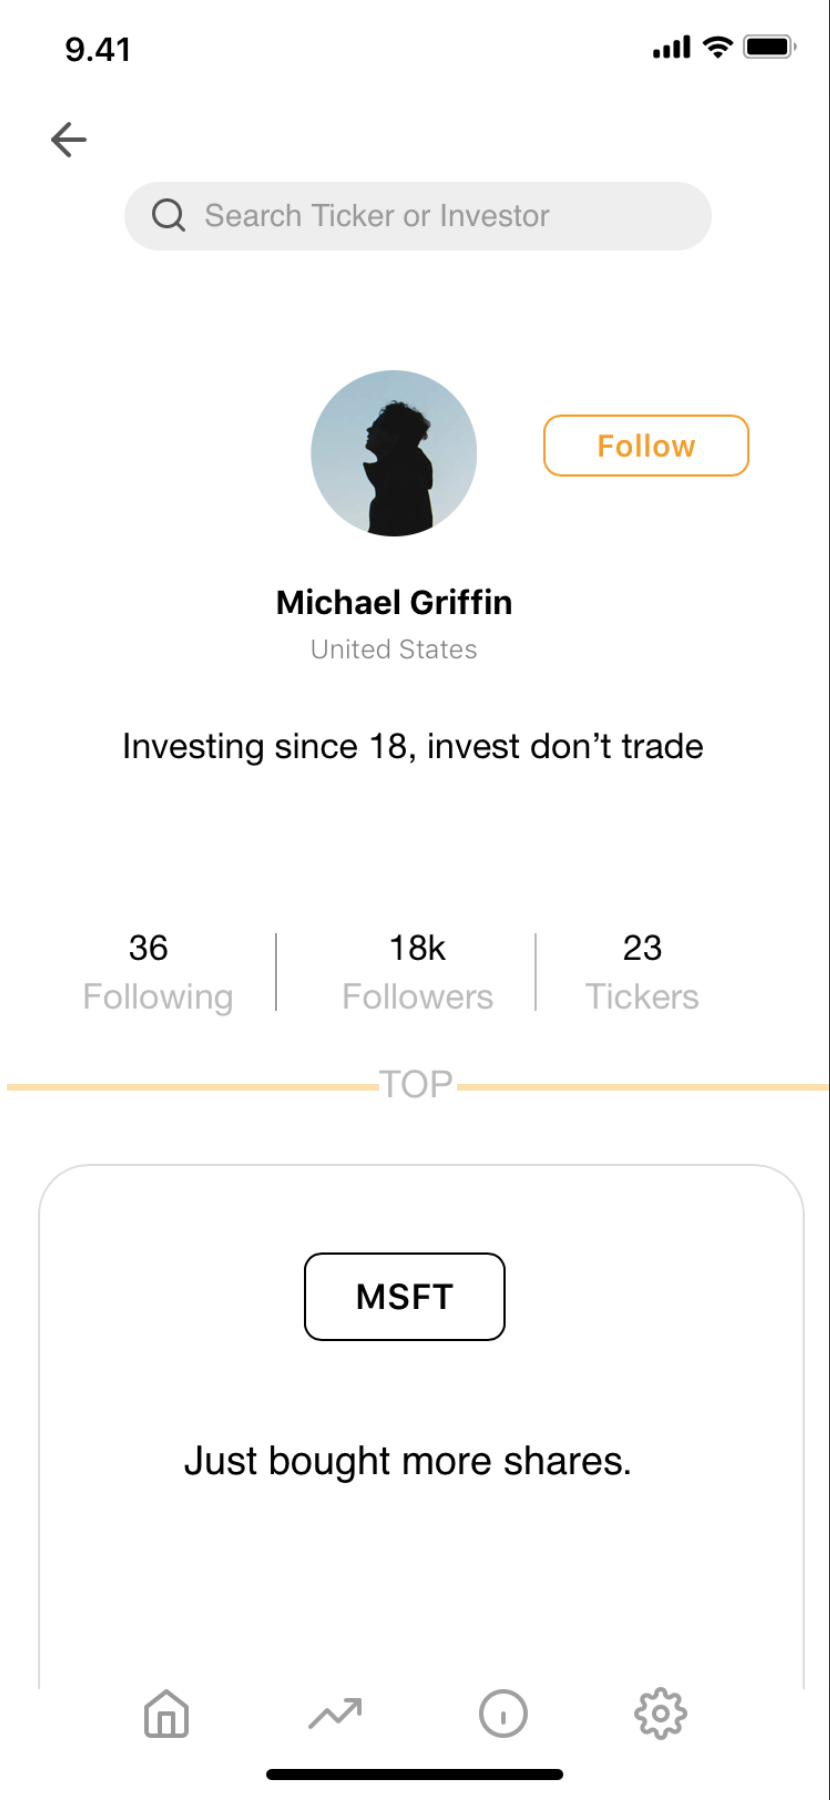 9.41
Search Ticker or Investor
Follow
Michael Griffin
United States
Investing since 18, invest don’t trade
36 18k 23
Following Followers Tickers
TOP
MSFT
Just bought more shares.